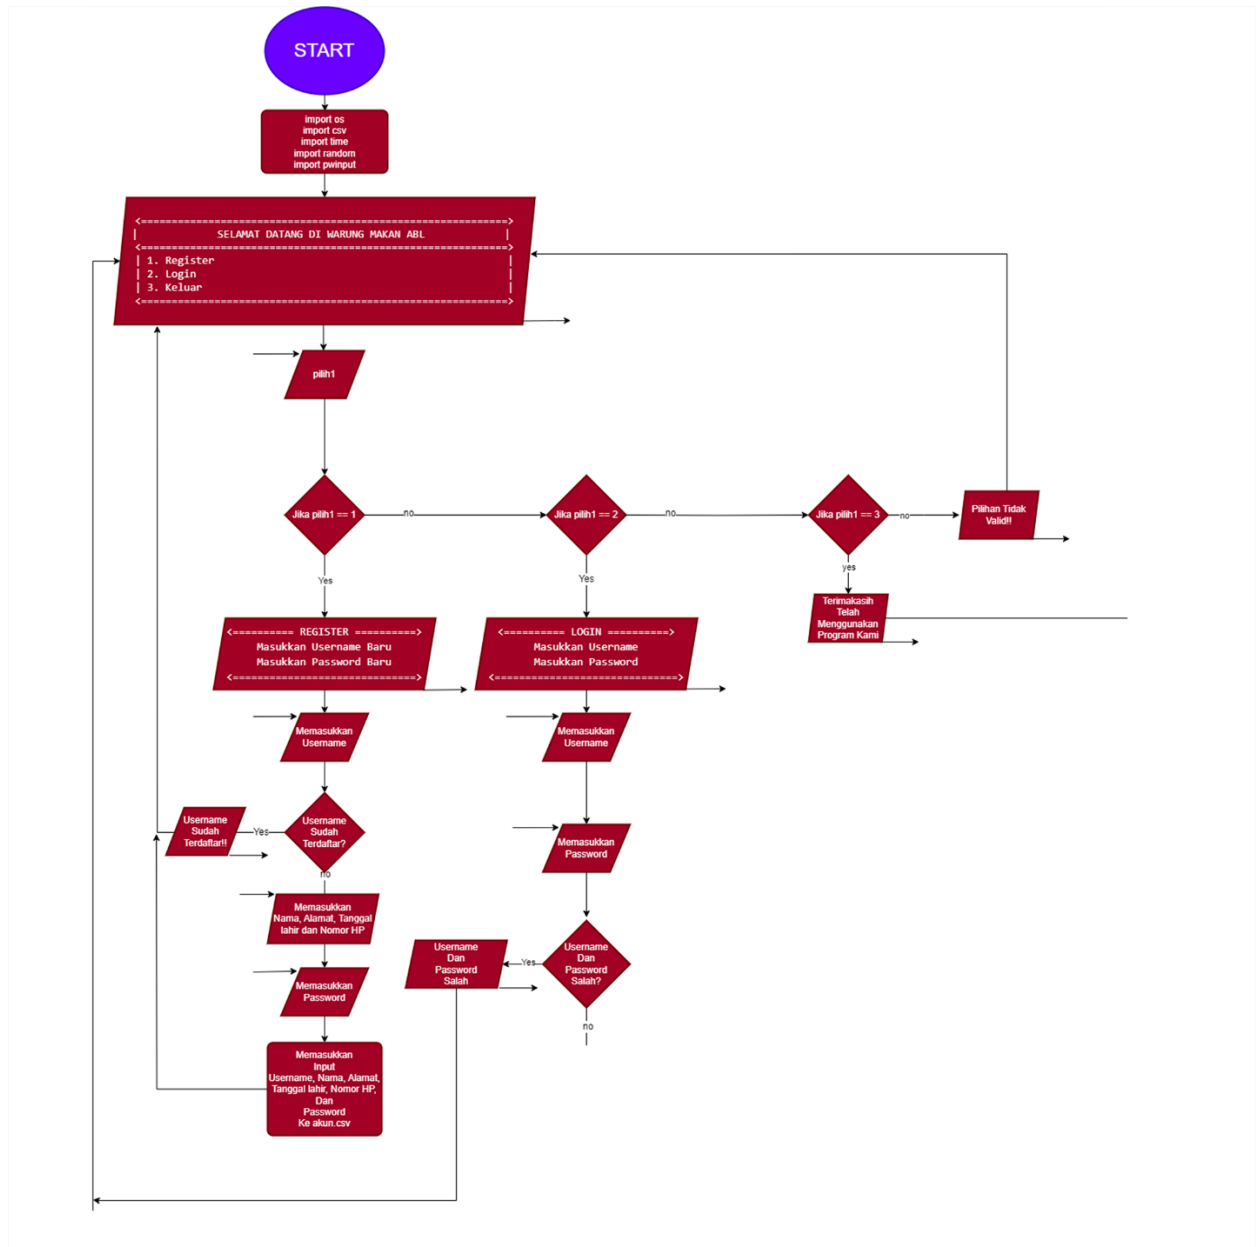 START
import os
import csv
import time
import random
import pwinput
<=============================================================>
| SELAMAT DATANG DI WARUNG MAKAN ABL |
<=============================================================>
| 1. Register |
| 2. Login |
| 3. Keluar |
<=============================================================>
pilih1
Jika pilih1 == 1
no
Jika pilih1 == 2
no
Jika pilih1 == 3
no
Pilihan Tidak
Valid!!
Yes
Yes
yes
Terimakasih
Telah
Menggunakan
Program Kami
<========== REGISTER ==========>
Masukkan Username Baru
Masukkan Password Baru
<==============================>
<========== LOGIN ==========>
Masukkan Username
Masukkan Password
<==============================>
Memasukkan
Username
Memasukkan
Username
Username
Sudah
Terdaftar!!
Yes
Username
Sudah
Terdaftar?
no
Memasukkan
Password
Memasukkan
Nama, Alamat, Tanggal
lahir dan Nomor HP
Memasukkan
Password
Username
Dan
Password
Salah
Yes
Username
Dan
Password
Salah?
no
Memasukkan
Input
Username, Nama, Alamat,
Tanggal lahir, Nomor HP,
Dan
Password
Ke akun.csv